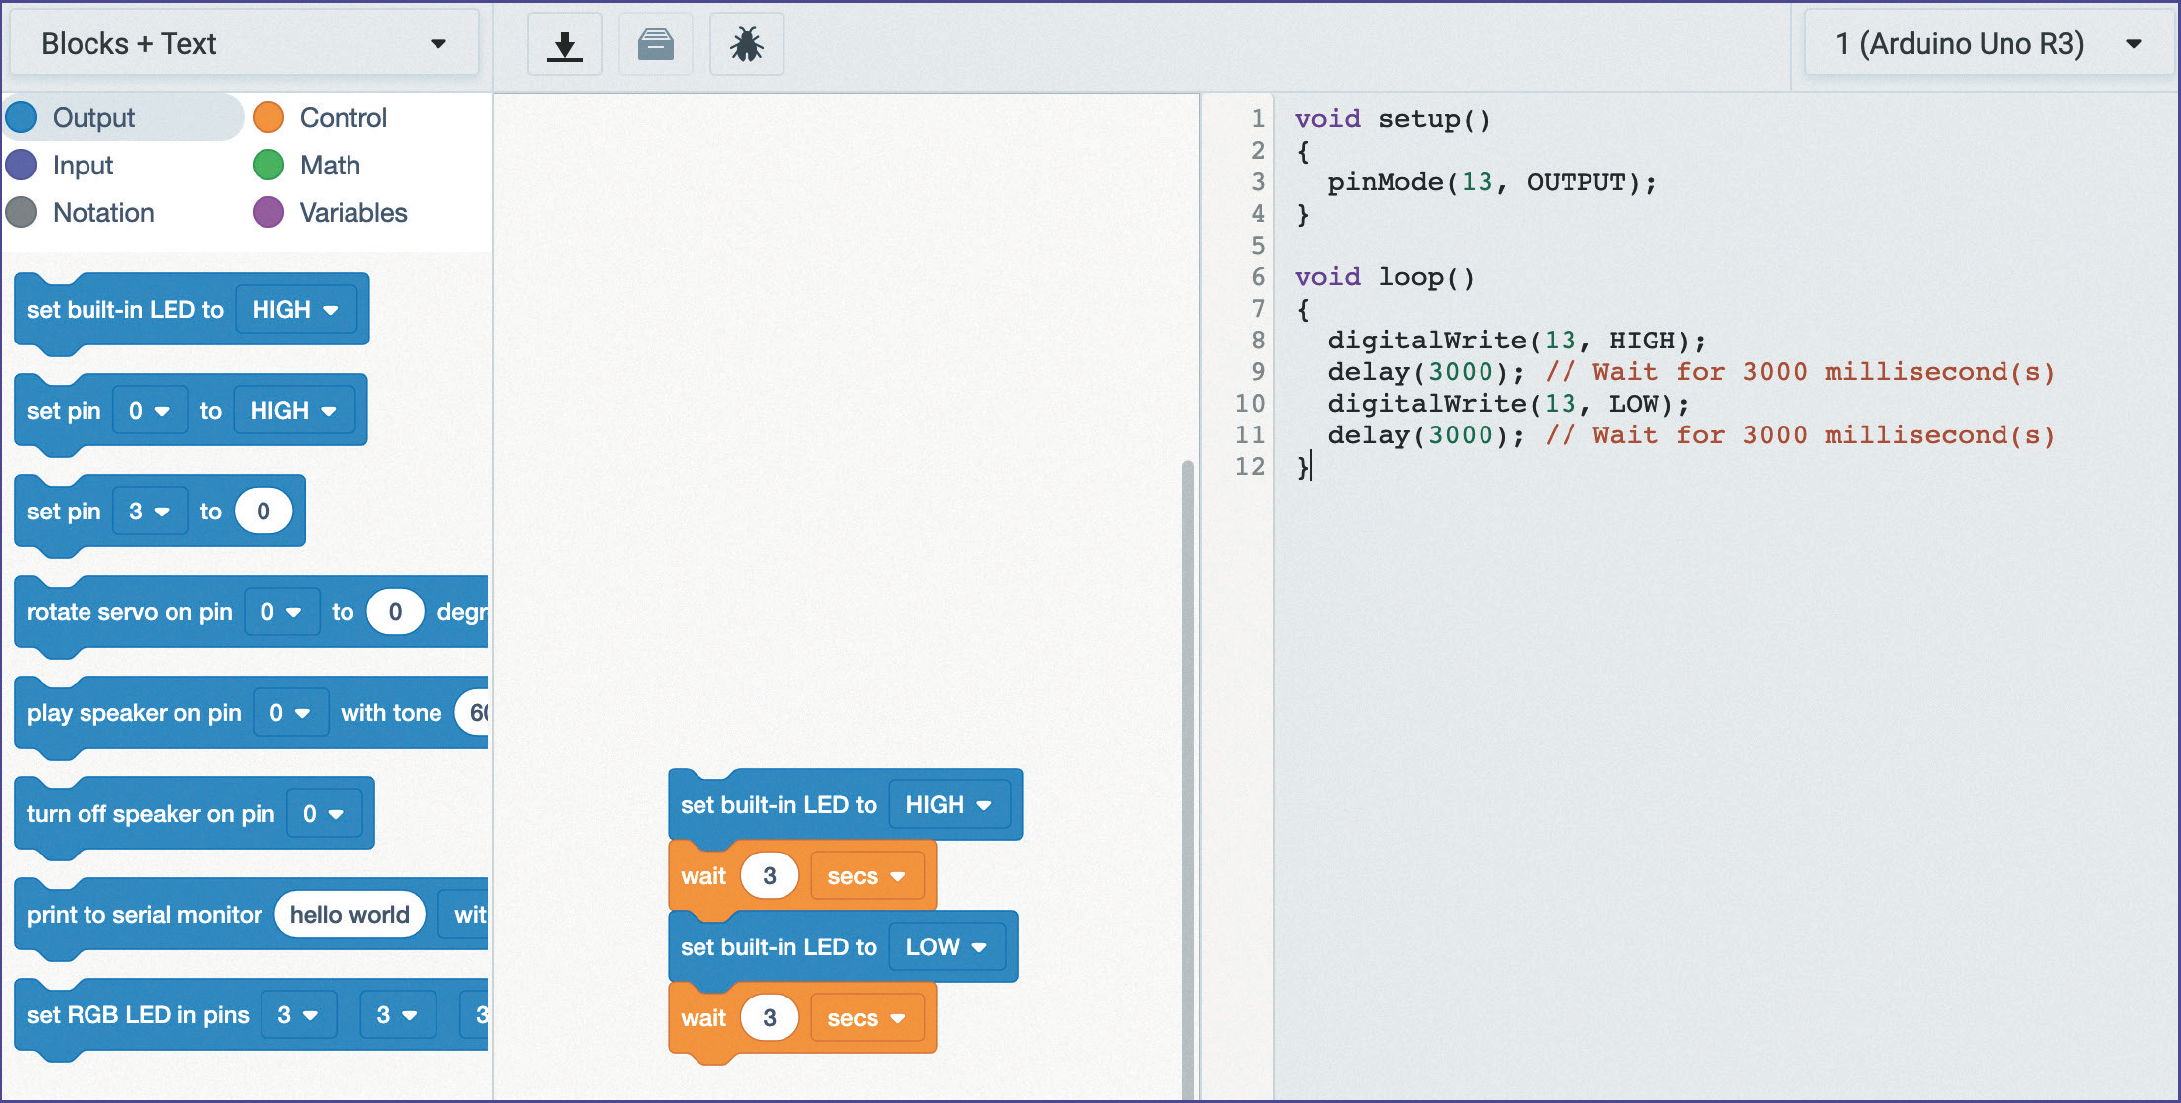 Blocks + Text
1 (Arduino Uno R3)
Output
Control
Input
Math
Notation
Variables
set built-in LED to HIGH
set pin 0 to HIGH
set pin 3 to 0
rotate servo on pin 0 to 0 degr
play speaker on pin 0 with tone 60
turn off speaker on pin 0
print to serial monitor hello world wit
set RGB LED in pins 3 3 3
set built-in LED to HIGH
wait 3 secs
set built-in LED to LOW
wait 3 secs
1 void setup()
2 {
3 pinMode(13, OUTPUT);
4 }
5
6 void loop()
7 {
8 digitalWrite(13, HIGH);
9 delay(3000); // Wait for 3000 millisecond(s)
10 digitalWrite(13, LOW);
11 delay(3000); // Wait for 3000 millisecond(s)
12 }